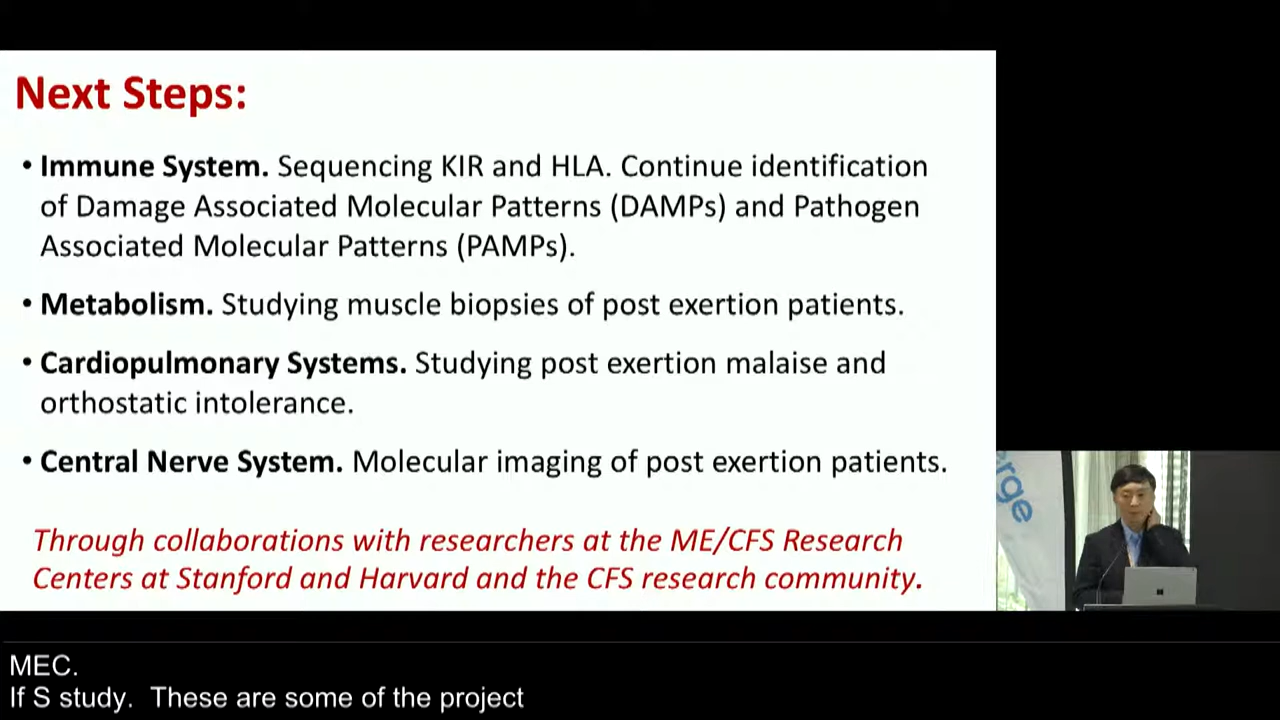 Next Steps:
• Immune System. Sequencing KIR and HLA. Continue identification
of Damage Associated Molecular Patterns (DAMPs) and Pathogen
Associated Molecular Patterns (PAMPs).
• Metabolism. Studying muscle biopsies of post exertion patients.
• Cardiopulmonary Systems. Studying post exertion malaise and
orthostatic intolerance.
• Central Nerve System. Molecular imaging of post exertion patients.
Through collaborations with researchers at the ME/CFS Research
Centers at Stanford and Harvard and the CFS research community.
erge
MEC.
If S study.  These are some of the project